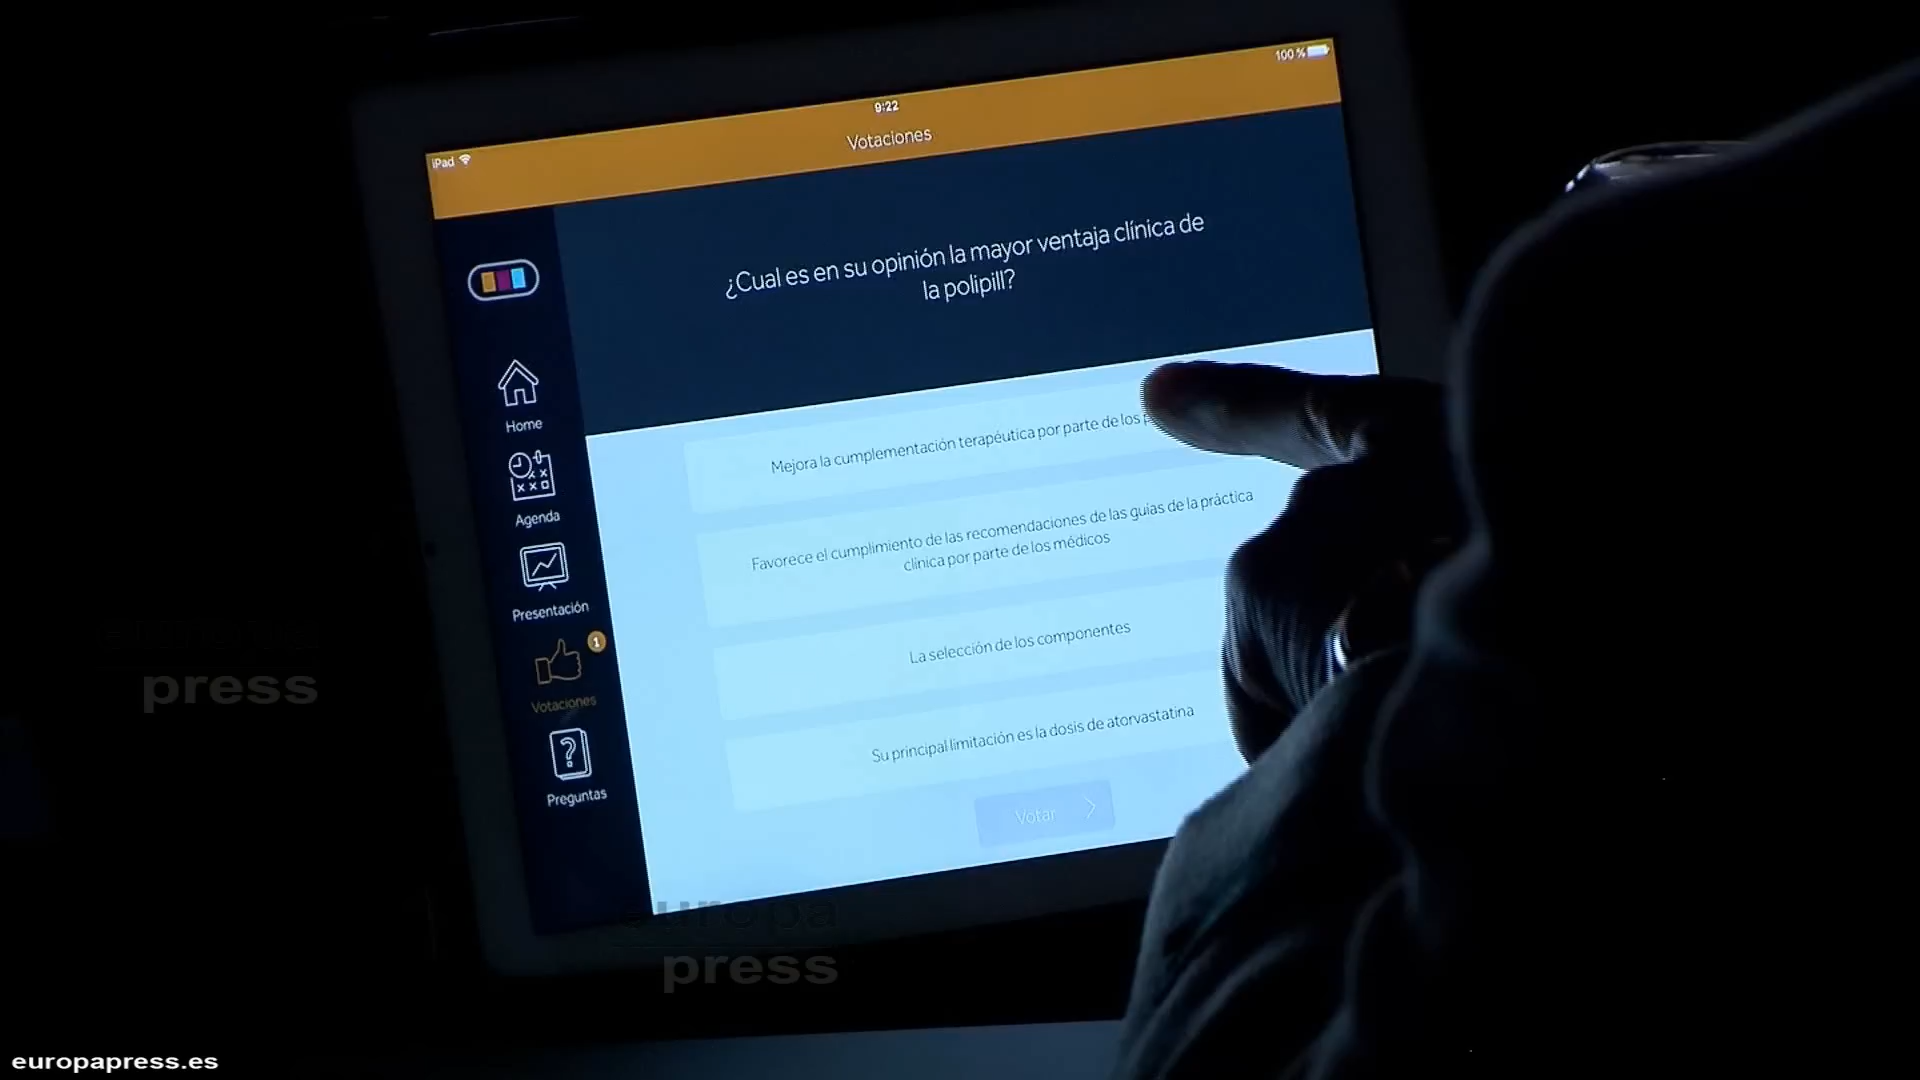 100 %
9:22
iPad
Votaciones
¿Cual es en su opinión la mayor ventaja clínica de
la polipill?
Home
Agenda
Presentación
1
Votaciones
Preguntas
Mejora la cumplementación terapéutica por parte de los
Favorece el cumplimiento de las recomendaciones de las guias de la práctica
clínica por parte de los médicos
La selección de los componentes
Su principal limitación es la dosis de atorvastatina
Votar
europa
press
europa
press
europapress.es